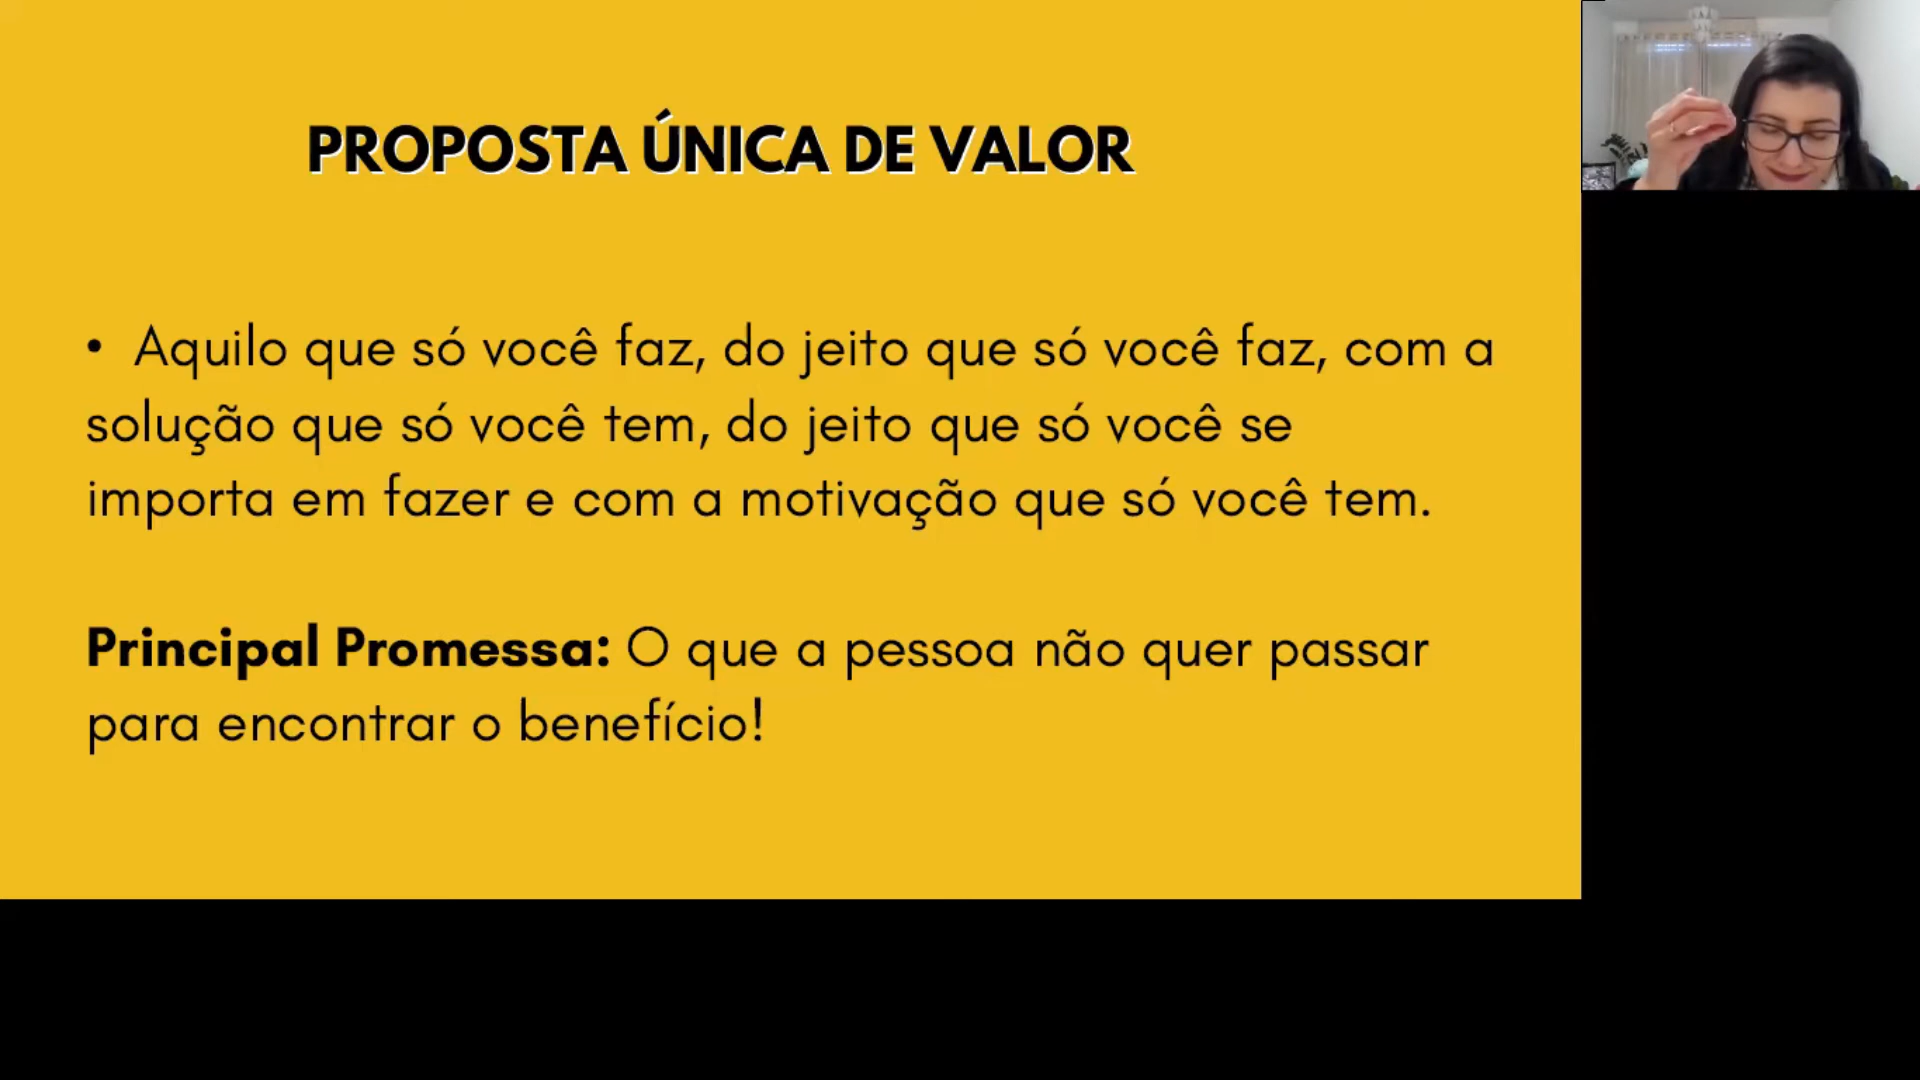 PROPOSTA ÚNICA DE VALOR
• Aquilo que só você faz, do jeito que só você faz, com a
solução que só você tem, do jeito que só você se
importa em fazer e com a motivação que só você tem.
Principal Promessa: O que a pessoa não quer passar
para encontrar o benefício!